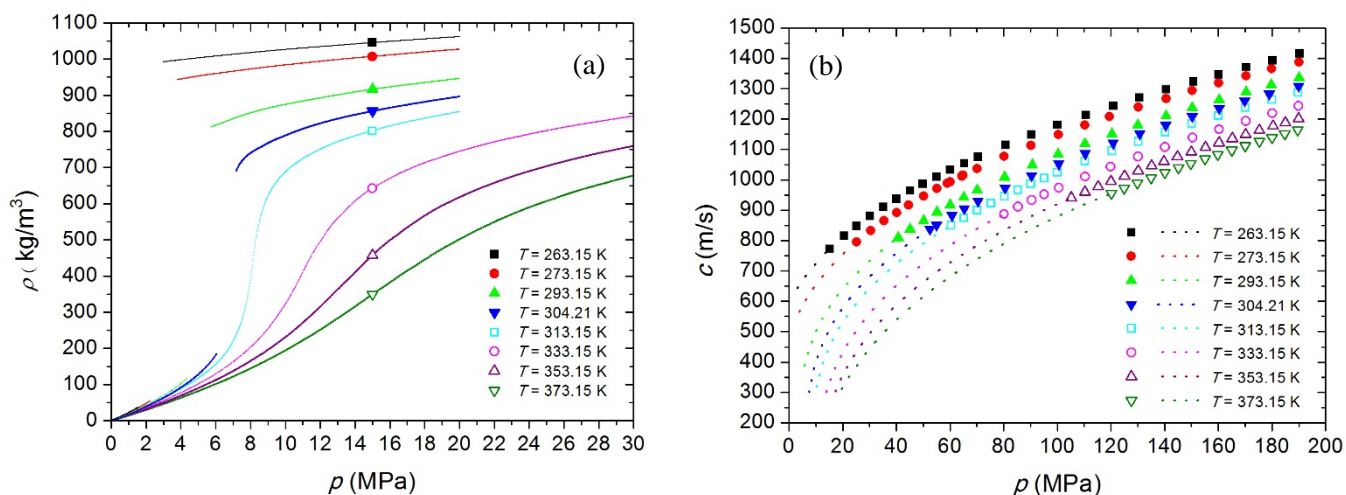 1100
1000
900
800
700
600
500
400
300
200
100
0
ρ ( kg/m³)
(a)
T = 263.15 K
T = 273.15 K
T = 293.15 K
T = 304.21 K
T = 313.15 K
T = 333.15 K
T = 353.15 K
T = 373.15 K
0 2 4 6 8 10 12 14 16 18 20 22 24 26 28 30
p (MPa)
1500
1400
1300
1200
1100
1000
900
800
700
600
500
400
300
200
c (m/s)
(b)
T = 263.15 K
T = 273.15 K
T = 293.15 K
T = 304.21 K
T = 313.15 K
T = 333.15 K
T = 353.15 K
T = 373.15 K
0 20 40 60 80 100 120 140 160 180 200
p (MPa)